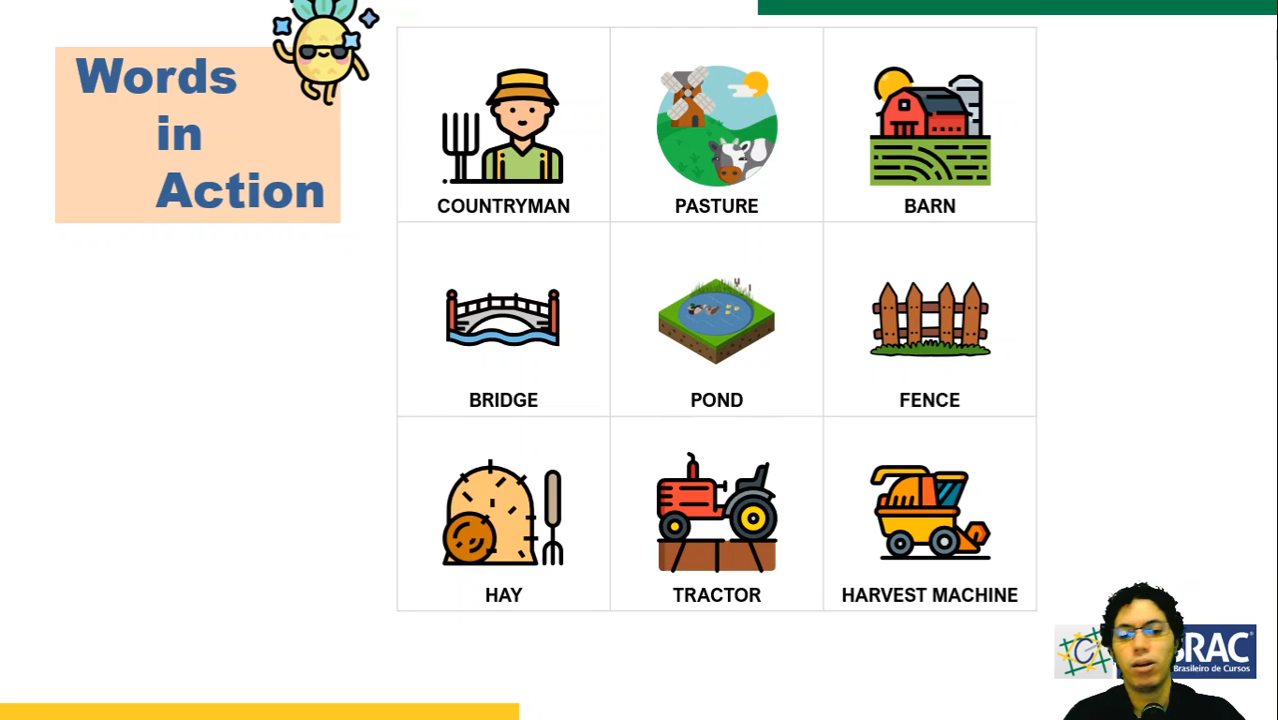 Words
in
Action
COUNTRYMAN
PASTURE
BARN
BRIDGE
POND
FENCE
HAY
TRACTOR
HARVEST MACHINE
BRAC
Brasileiro de Cursos